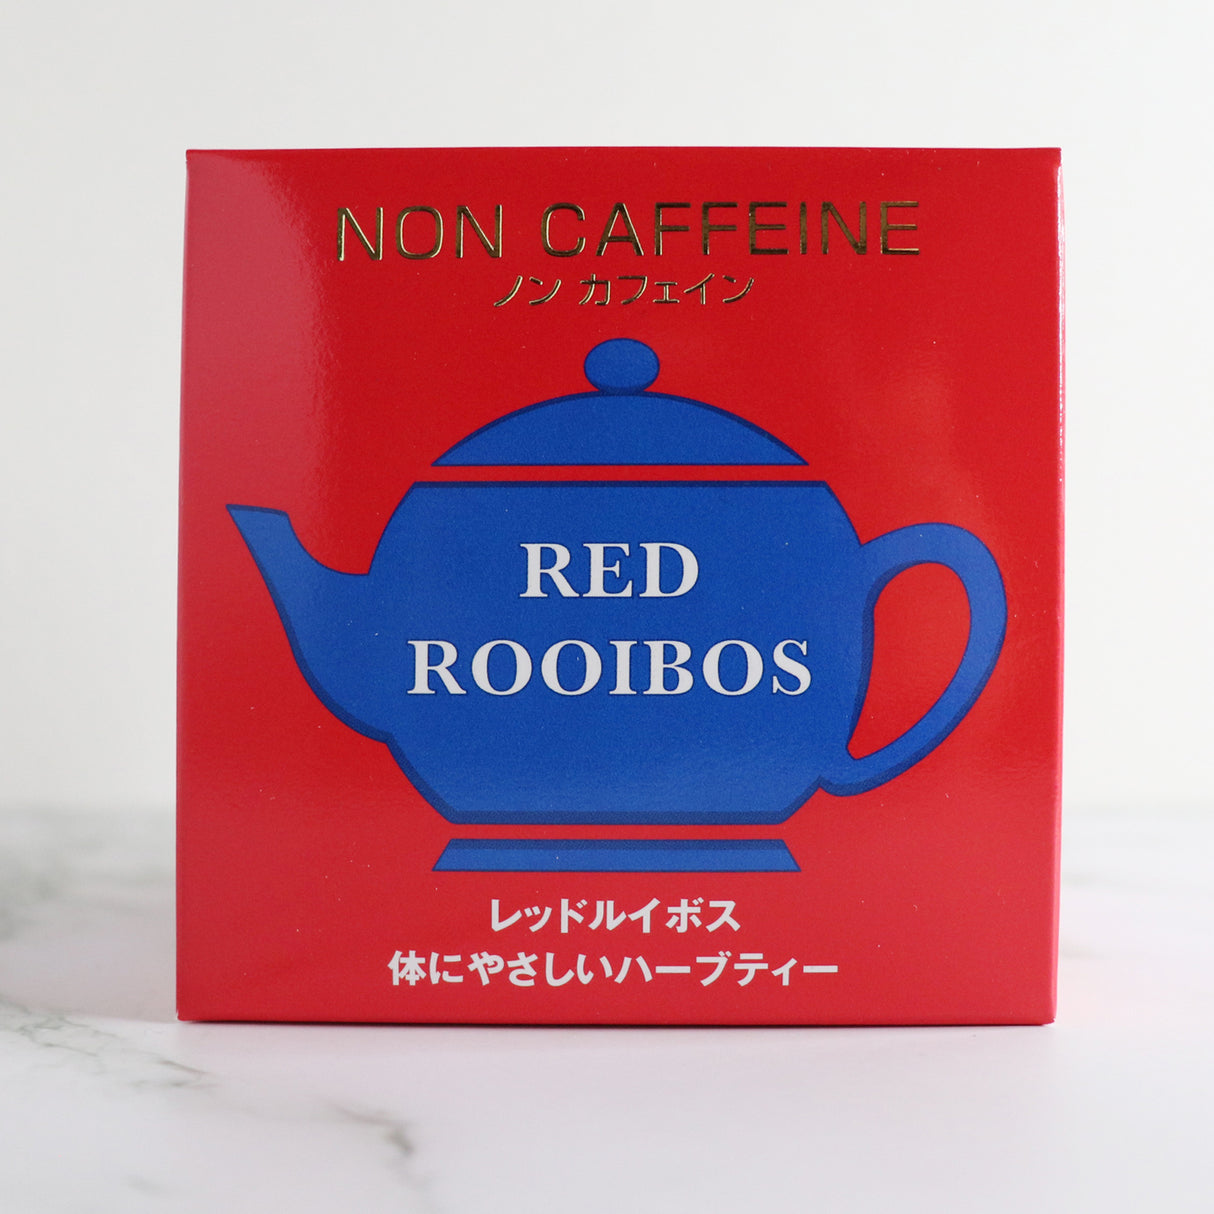 NON CAFFEINE
ノン カフェイン
RED
ROOIBOS
レッドルイボス
体にやさしいハーブティー